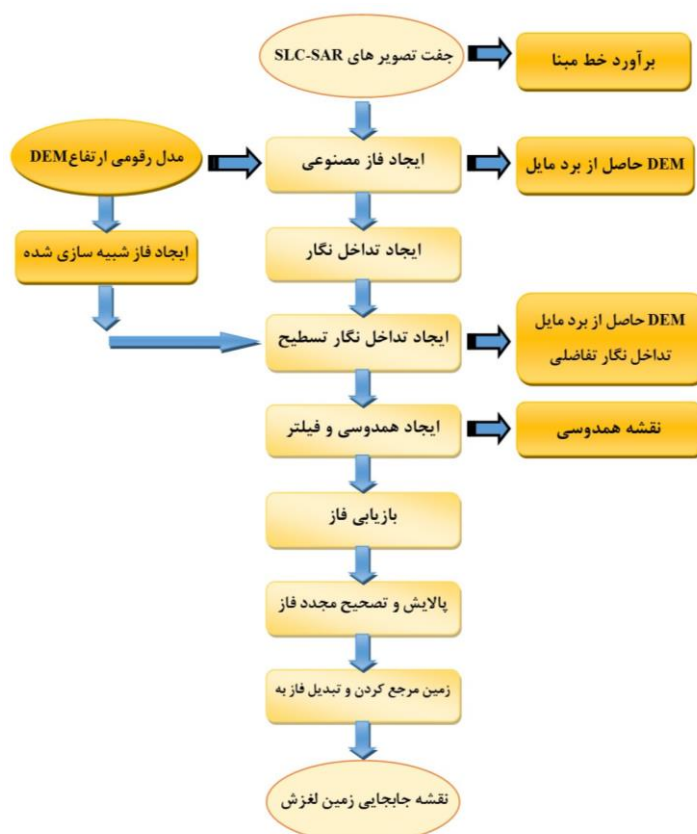 جفت تصویر های SLC-SAR
برآورد خط مبنا
مدل رقومی ارتفاع DEM
ایجاد فاز مصنوعی
DEM حاصل از برد مایل
ایجاد فاز شبیه سازی شده
ایجاد تداخل نگار
ایجاد تداخل نگار تسطیح
DEM حاصل از برد مایل
تداخل نگار تفاضلی
ایجاد همدوسی و فیلتر
نقشه همدوسی
بازیابی فاز
پالایش و تصحیح مجدد فاز
زمین مرجع کردن و تبدیل فاز به
نقشه جابجایی زمین لغزش